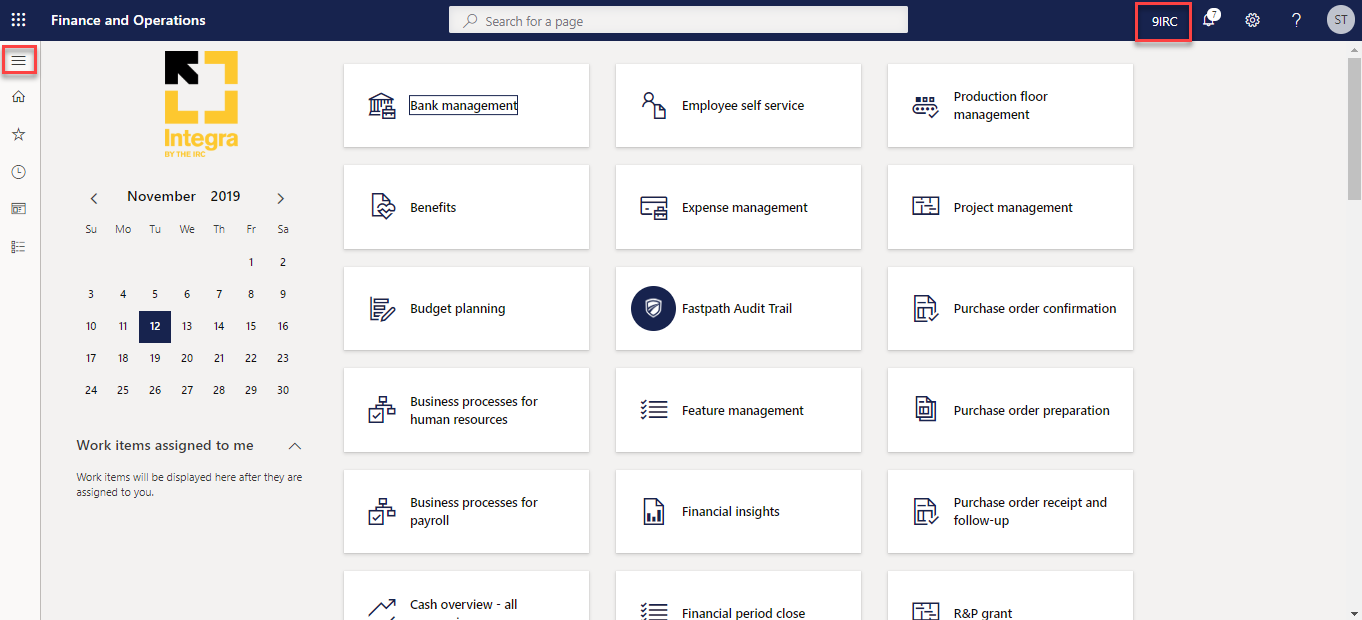 Finance and Operations
Search for a page
9IRC
7
ST
Integra
BY THE IRC
November 2019
Su Mo Tu We Th Fr Sa
1 2
3 4 5 6 7 8 9
10 11 12 13 14 15 16
17 18 19 20 21 22 23
24 25 26 27 28 29 30
Work items assigned to me
Work items will be displayed here after they are
assigned to you.
Bank management
Employee self service
Production floor
management
Benefits
Expense management
Project management
Budget planning
Fastpath Audit Trail
Purchase order confirmation
Business processes for
human resources
Feature management
Purchase order preparation
Business processes for
payroll
Financial insights
Purchase order receipt and
follow-up
Cash overview - all
Financial period close
R&P grant